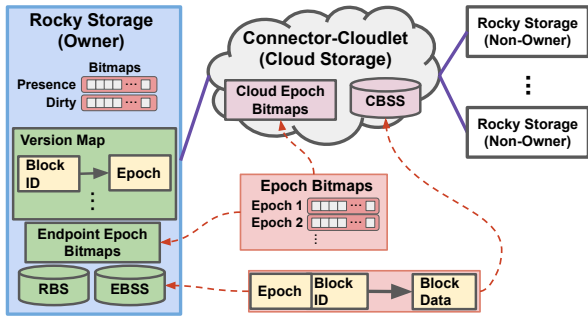 Rocky Storage
(Owner)
Bitmaps
Presence
...
Dirty
...
Version Map
Block
ID
Epoch
⋮
Endpoint Epoch
Bitmaps
RBS
EBSS
Connector-Cloudlet
(Cloud Storage)
Cloud Epoch
Bitmaps
CBSS
Rocky Storage
(Non-Owner)
⋮
Rocky Storage
(Non-Owner)
Epoch Bitmaps
Epoch 1
...
Epoch 2
...
⋮
Epoch
Block
ID
Block
Data